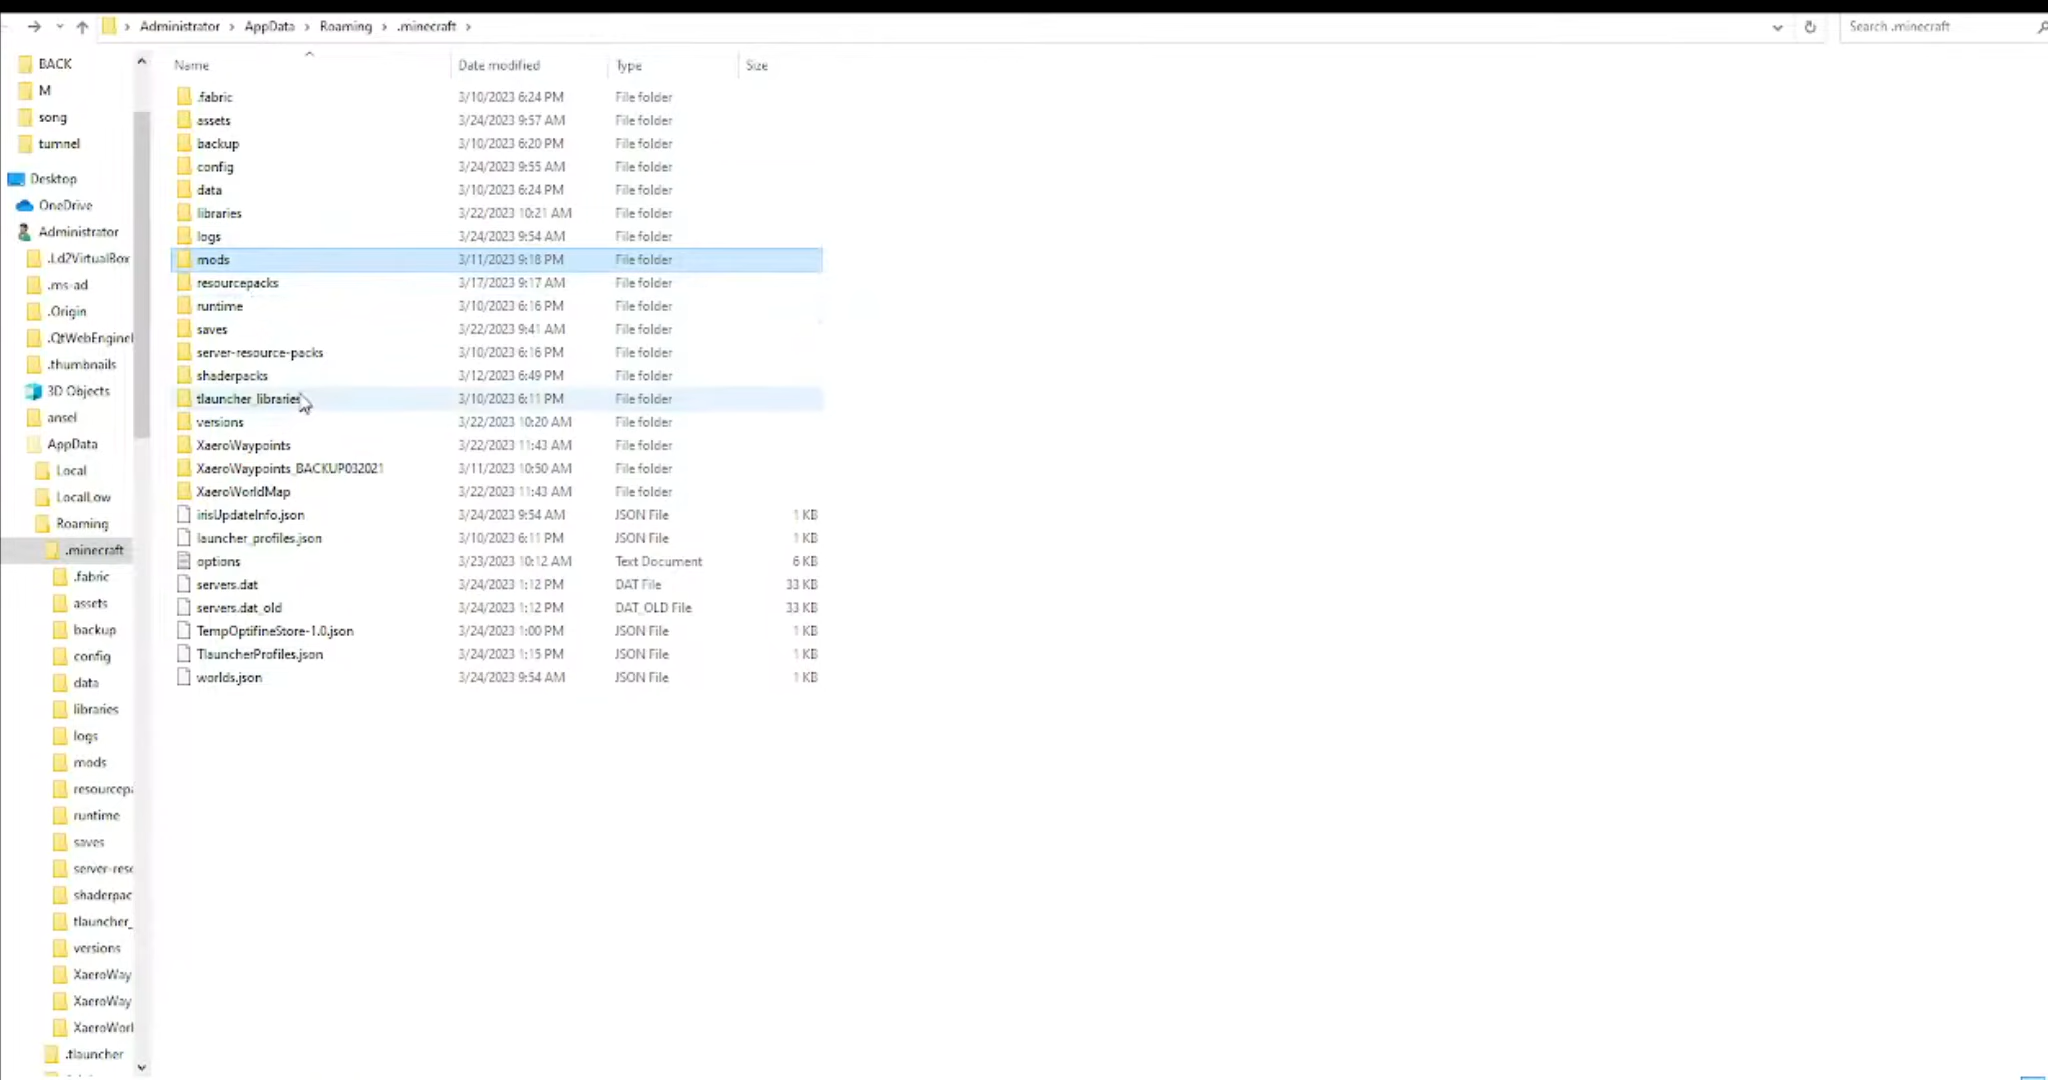 Administrator > AppData > Roaming > .minecraft >
Search .minecraft
BACK
M
song
tumnel
Desktop
OneDrive
Administrator
.Ld2VirtualBox
.ms-ad
.Origin
.QtWebEngineI
.thumbnails
3D Objects
ansel
AppData
Local
LocalLow
Roaming
.minecraft
.fabric
assets
backup
config
data
libraries
logs
mods
resourcepa
runtime
saves
server-reso
shaderpac
tlauncher_
versions
XaeroWay
XaeroWay
XaeroWorl
.tlauncher
Name Date modified Type Size
.fabric 3/10/2023 6:24 PM File folder
assets 3/24/2023 9:57 AM File folder
backup 3/10/2023 6:20 PM File folder
config 3/24/2023 9:55 AM File folder
data 3/10/2023 6:24 PM File folder
libraries 3/22/2023 10:21 AM File folder
logs 3/24/2023 9:54 AM File folder
mods 3/11/2023 9:18 PM File folder
resourcepacks 3/17/2023 9:17 AM File folder
runtime 3/10/2023 6:16 PM File folder
saves 3/22/2023 9:41 AM File folder
server-resource-packs 3/10/2023 6:16 PM File folder
shaderpacks 3/12/2023 6:49 PM File folder
tlauncher_libraries 3/10/2023 6:11 PM File folder
versions 3/22/2023 10:20 AM File folder
XaeroWaypoints 3/22/2023 11:43 AM File folder
XaeroWaypoints_BACKUP032021 3/11/2023 10:50 AM File folder
XaeroWorldMap 3/22/2023 11:43 AM File folder
irisUpdateInfo.json 3/24/2023 9:54 AM JSON File 1 KB
launcher_profiles.json 3/10/2023 6:11 PM JSON File 1 KB
options 3/23/2023 10:12 AM Text Document 6 KB
servers.dat 3/24/2023 1:12 PM DAT File 33 KB
servers.dat_old 3/24/2023 1:12 PM DAT_OLD File 33 KB
TempOptifineStore-1.0.json 3/24/2023 1:00 PM JSON File 1 KB
TlauncherProfiles.json 3/24/2023 1:15 PM JSON File 1 KB
worlds.json 3/24/2023 9:54 AM JSON File 1 KB